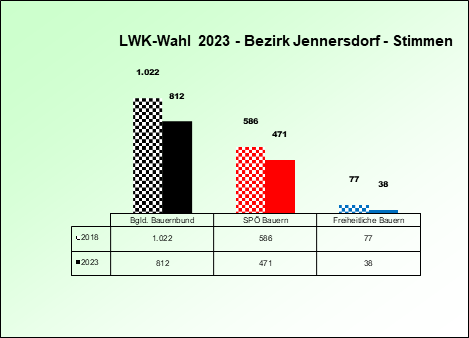 LWK-Wahl 2023 - Bezirk Jennersdorf - Stimmen
1.022
812
586
471
77
38
Bgld. Bauernbund SPÖ Bauern Freiheitliche Bauern
2018 1.022 586 77
2023 812 471 38